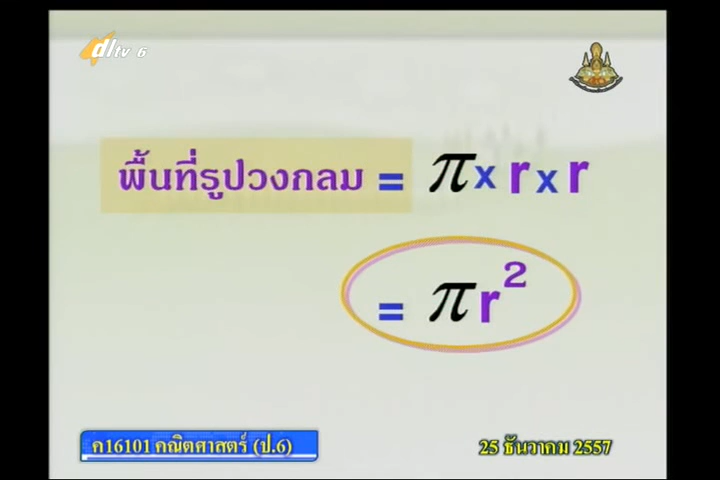 dltv 6
พื้นที่รูปวงกลม = π x r x r
= πr²
ค16101 คณิตศาสตร์ (ป.6)
25 ธันวาคม 2557